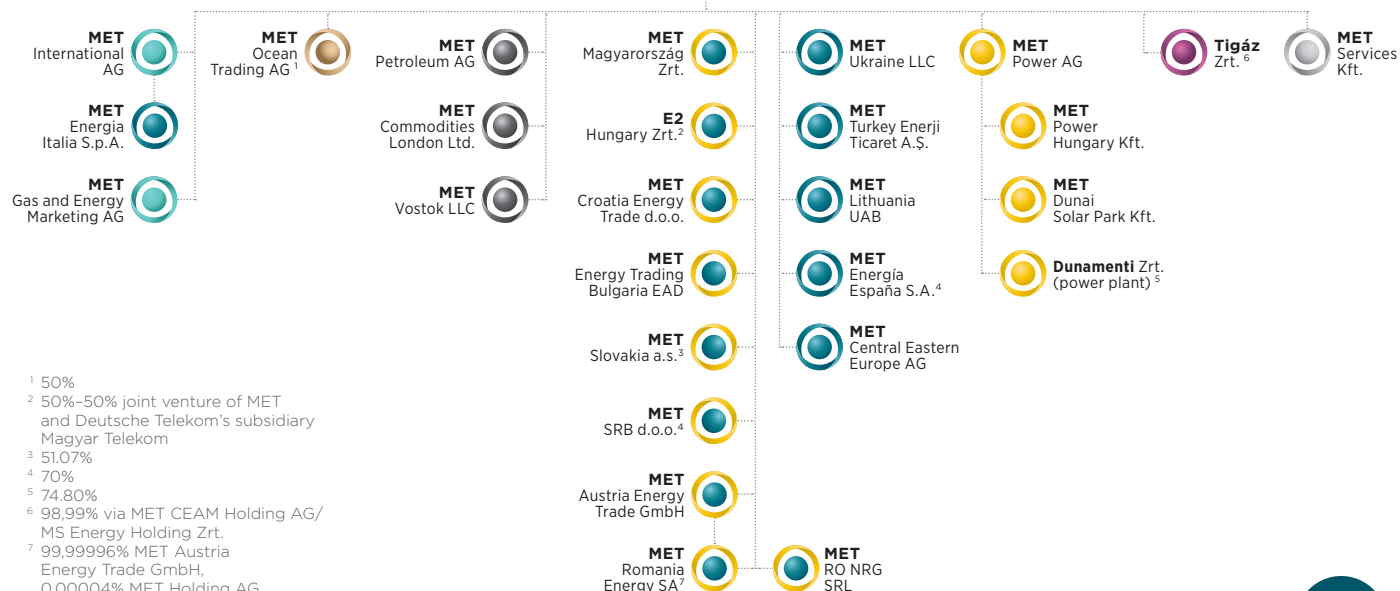 MET
International
AG
MET
Energia
Italia S.p.A.
MET
Gas and Energy
Marketing AG
MET
Ocean
Trading AG ¹
MET
Petroleum AG
MET
Commodities
London Ltd.
MET
Vostok LLC
MET
Magyarország
Zrt.
E2
Hungary Zrt.²
MET
Croatia Energy
Trade d.o.o.
MET
Energy Trading
Bulgaria EAD
MET
Slovakia a.s.³
MET
SRB d.o.o.⁴
MET
Austria Energy
Trade GmbH
MET
Romania
Energy SA⁷
MET
RO NRG
SRL
MET
Ukraine LLC
MET
Turkey Enerji
Ticaret A.Ş.
MET
Lithuania
UAB
MET
Energía
España S.A.⁴
MET
Central Eastern
Europe AG
MET
Power AG
MET
Power
Hungary Kft.
MET
Dunai
Solar Park Kft.
Dunamenti Zrt.
(power plant) ⁵
Tigáz
Zrt. ⁶
MET
Services
Kft.
¹ 50%
² 50%–50% joint venture of MET
and Deutsche Telekom’s subsidiary
Magyar Telekom
³ 51.07%
⁴ 70%
⁵ 74.80%
⁶ 98,99% via MET CEAM Holding AG/
MS Energy Holding Zrt.
⁷ 99,99996% MET Austria
Energy Trade GmbH,
0,00004% MET Holding AG